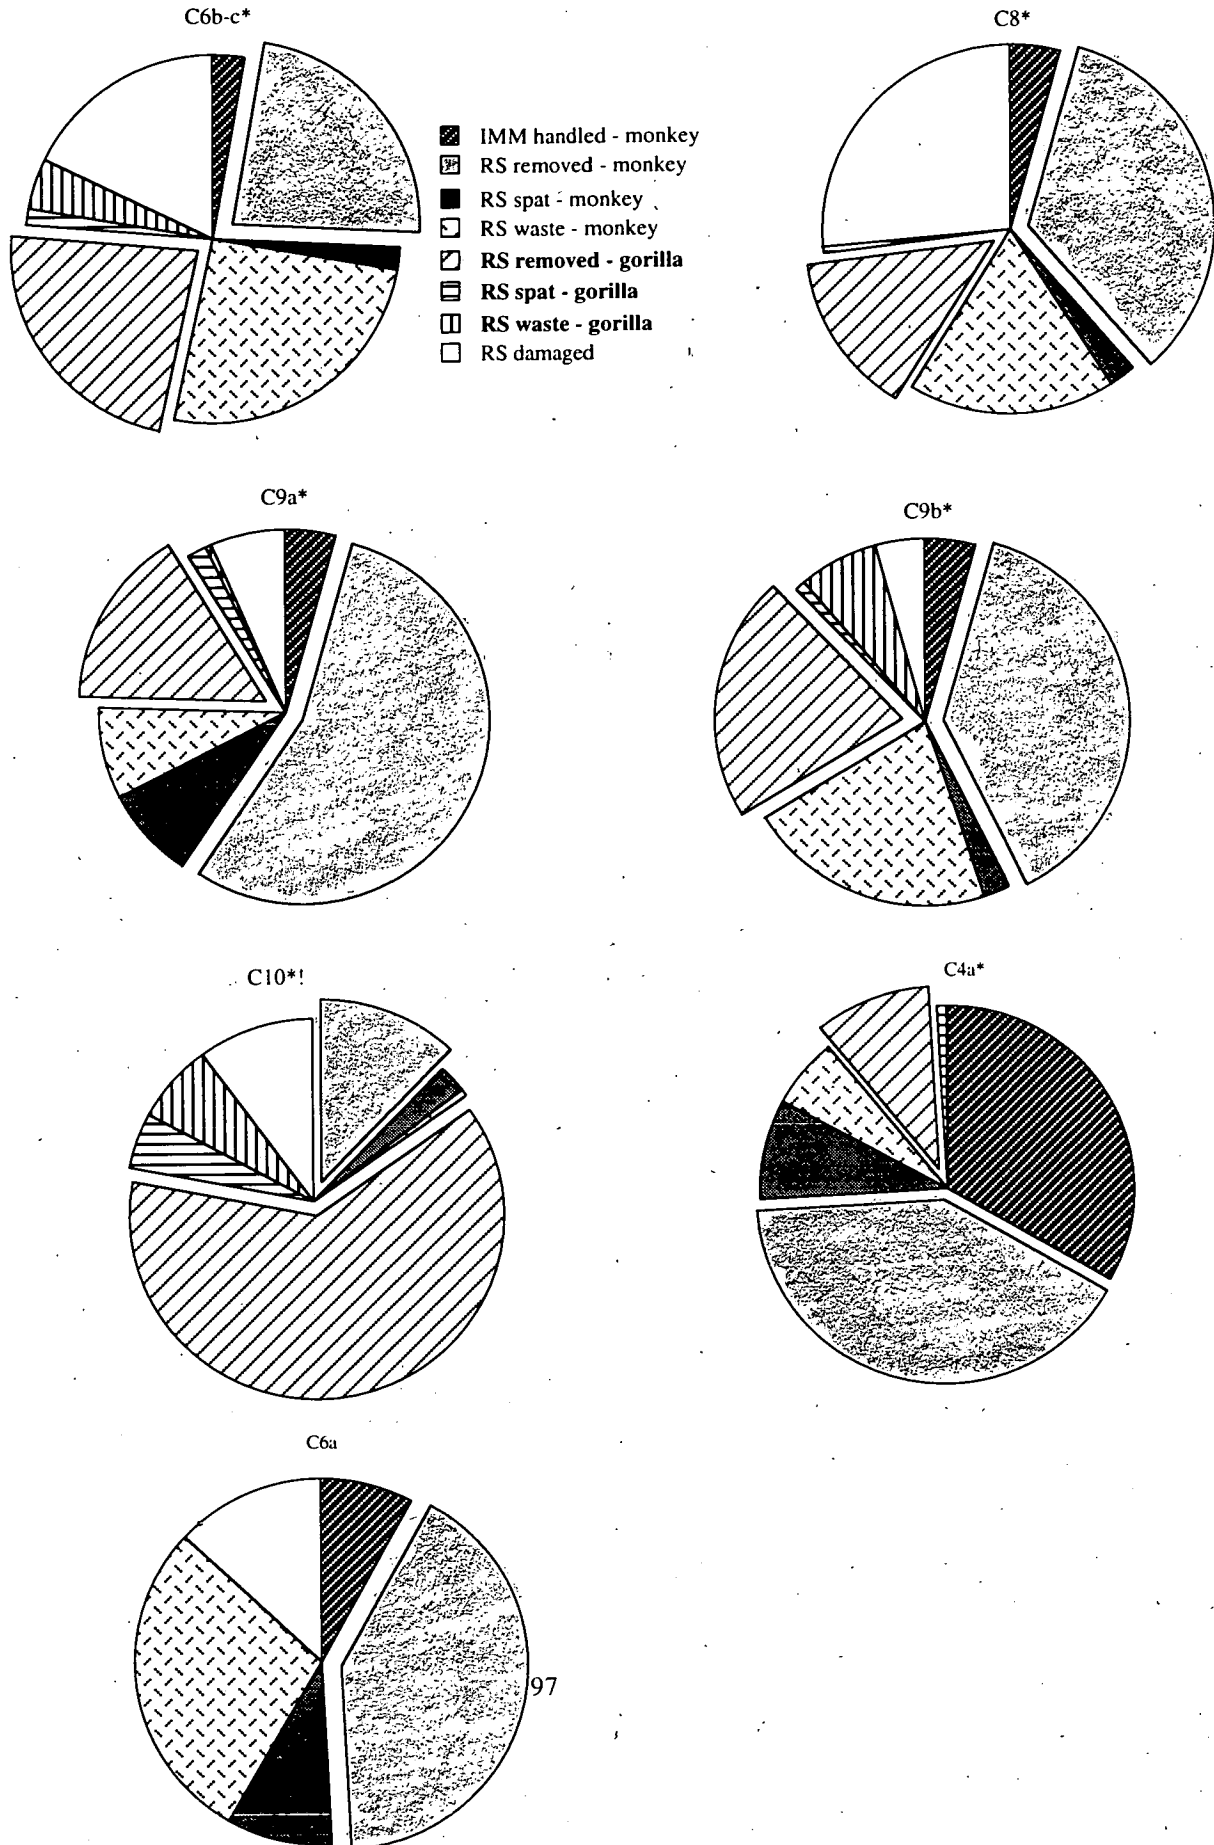 C6b-c*
C8*
IMM handled - monkey
RS removed - monkey
RS spat - monkey
RS waste - monkey
RS removed - gorilla
RS spat - gorilla
RS waste - gorilla
RS damaged
C9a*
C9b*
C10*!
C4a*
C6a
97